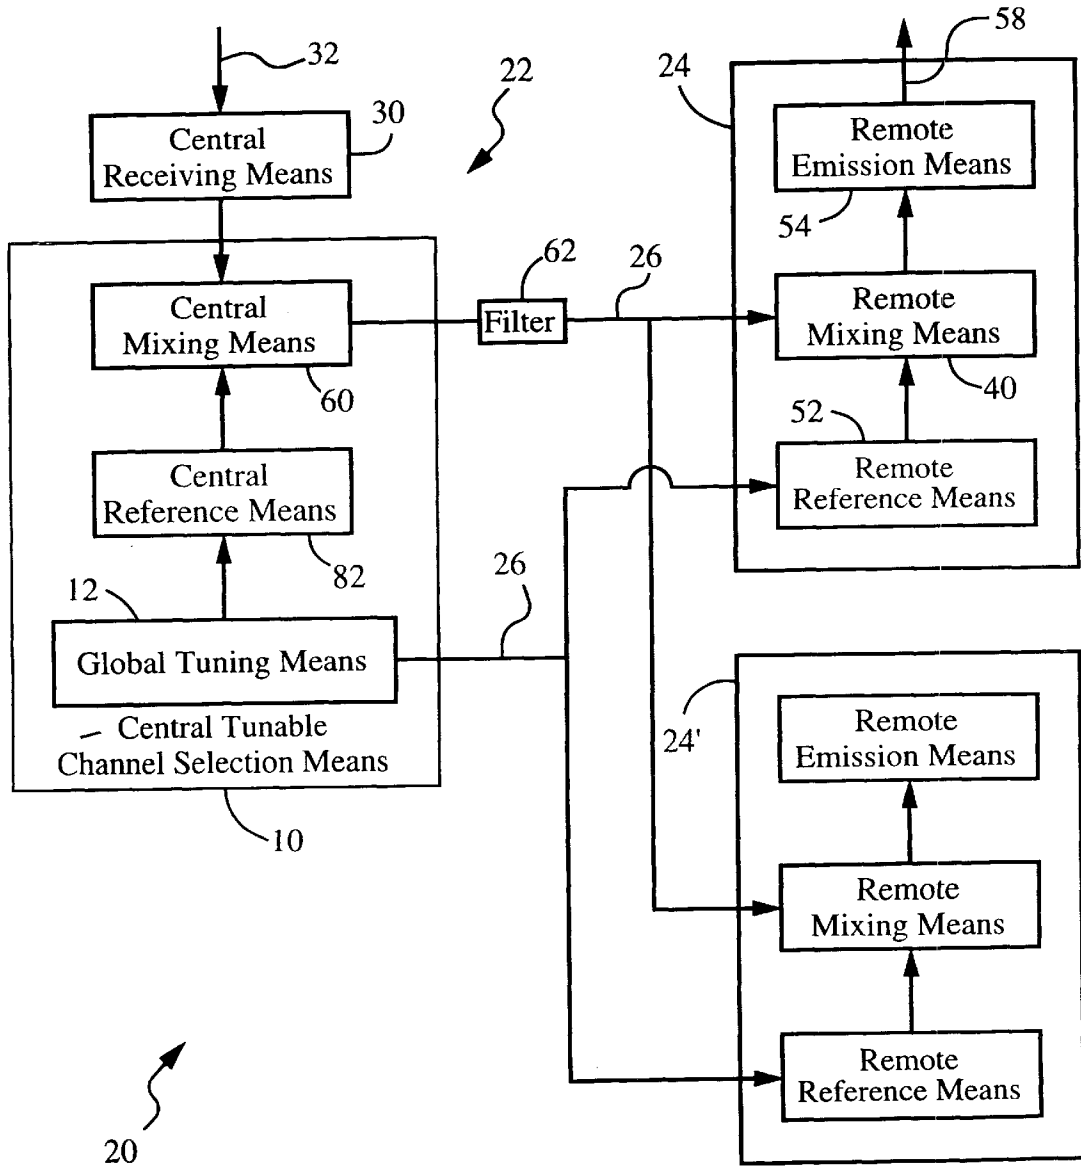 32
58
22
24
30
Central
Receiving Means
Remote
Emission Means
54
62
26
Central
Mixing Means
60
Filter
Remote
Mixing Means
40
52
Central
Reference Means
82
Remote
Reference Means
12
26
Global Tuning Means
Central Tunable
Channel Selection Means
10
24'
Remote
Emission Means
Remote
Mixing Means
Remote
Reference Means
20